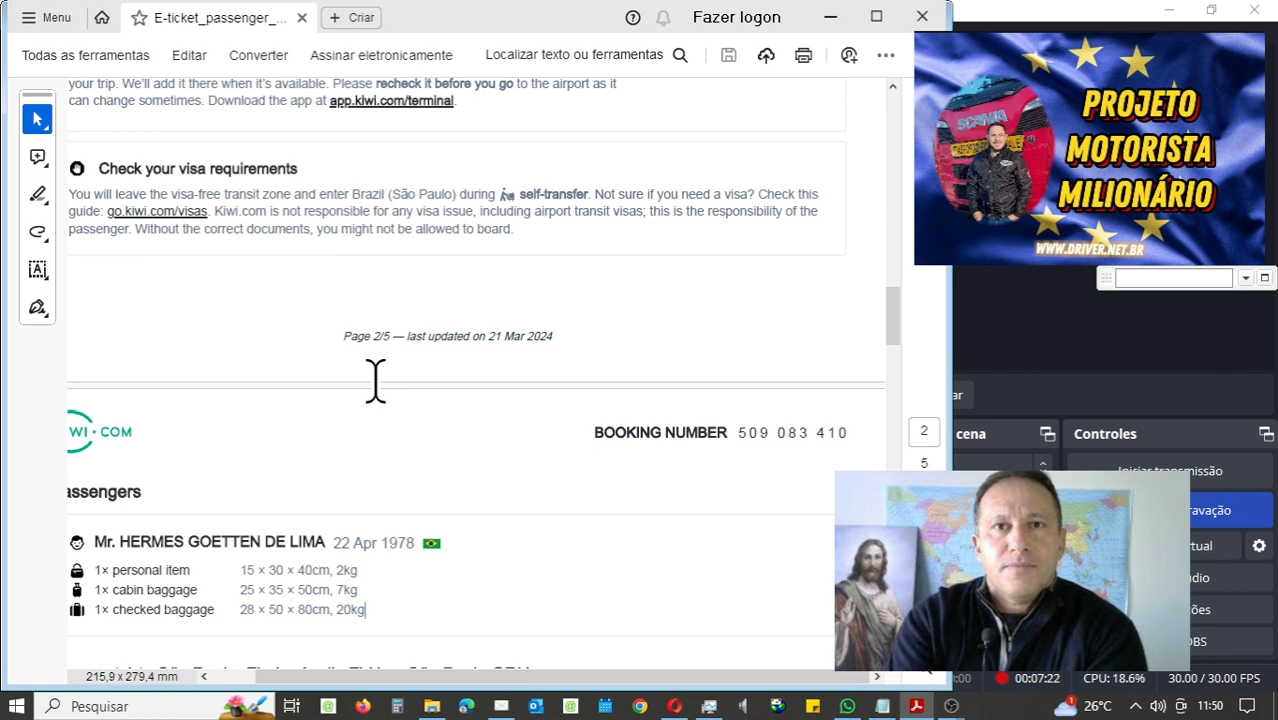 Menu
E-ticket_passenger_...
Criar
Fazer logon
Todas as ferramentas
Editar
Converter
Assinar eletronicamente
Localizar texto ou ferramentas
your trip. We'll add it there when it's available. Please recheck it before you go to the airport as it
can change sometimes. Download the app at app.kiwi.com/terminal.
Check your visa requirements
You will leave the visa-free transit zone and enter Brazil (São Paulo) during self-transfer. Not sure if you need a visa? Check this
guide: go.kiwi.com/visas. Kiwi.com is not responsible for any visa issue, including airport transit visas; this is the responsibility of the
passenger. Without the correct documents, you might not be allowed to board.
Page 2/5 — last updated on 21 Mar 2024
WI·COM
BOOKING NUMBER 509 083 410
assengers
Mr. HERMES GOETTEN DE LIMA 22 Apr 1978
1× personal item 15 × 30 × 40cm, 2kg
1× cabin baggage 25 × 35 × 50cm, 7kg
1× checked baggage 28 × 50 × 80cm, 20kg
215,9 x 279,4 mm
2
5
SCANIA
PROJETO
MOTORISTA
MILIONÁRIO
WWW.DRIVER.NET.BR
ar
cena
Controles
Iniciar transmissão
ravação
rtual
dio
ções
OBS
00:07:22
CPU: 18.6%
30.00 / 30.00 FPS
Pesquisar
1
26°C
11:50